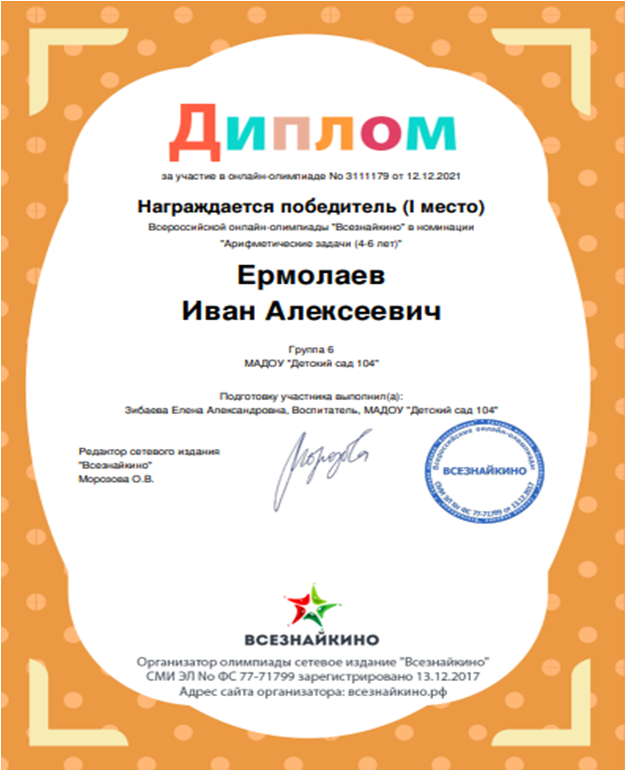 Диплом
за участие в онлайн-олимпиаде No 3111179 от 12.12.2021
Награждается победитель (I место)
Всероссийской онлайн-олимпиады "Всезнайкино" в номинации
"Арифметические задачи (4-6 лет)"
Ермолаев
Иван Алексеевич
Группа 6
МАДОУ "Детский сад 104"
Подготовку участника выполнил(а):
Зибаева Елена Александровна, Воспитатель, МАДОУ "Детский сад 104"
Редактор сетевого издания
"Всезнайкино"
Морозова О.В.
Морозова
Всероссийские онлайн-олимпиады
ВСЕЗНАЙКИНО
СМИ ЭЛ No ФС 77-71799 от 13.12.2017
ВСЕЗНАЙКИНО
Организатор олимпиады сетевое издание "Всезнайкино"
СМИ ЭЛ No ФС 77-71799 зарегистрировано 13.12.2017
Адрес сайта организатора: всезнайкино.рф